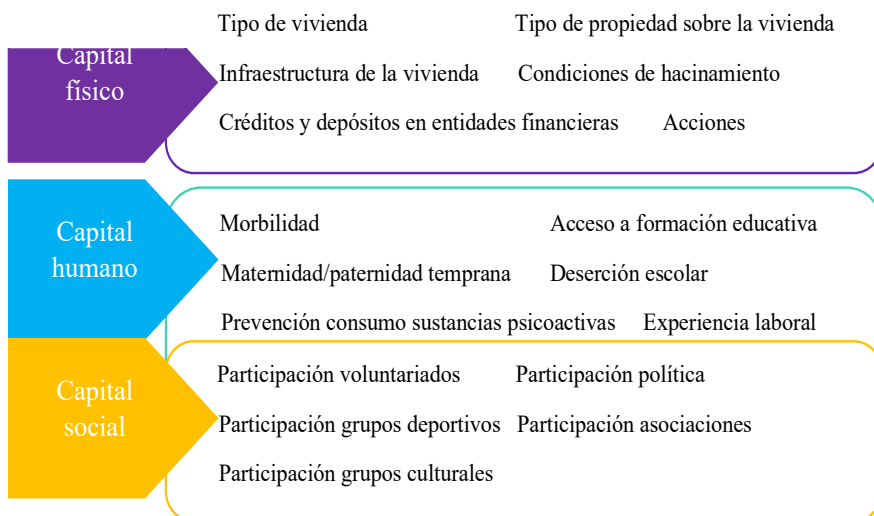 Tipo de vivienda Tipo de propiedad sobre la vivienda
Capital
físico
Infraestructura de la vivienda Condiciones de hacinamiento
Créditos y depósitos en entidades financieras Acciones
Capital
humano
Morbilidad Acceso a formación educativa
Maternidad/paternidad temprana Deserción escolar
Prevención consumo sustancias psicoactivas Experiencia laboral
Capital
social
Participación voluntariados Participación política
Participación grupos deportivos Participación asociaciones
Participación grupos culturales